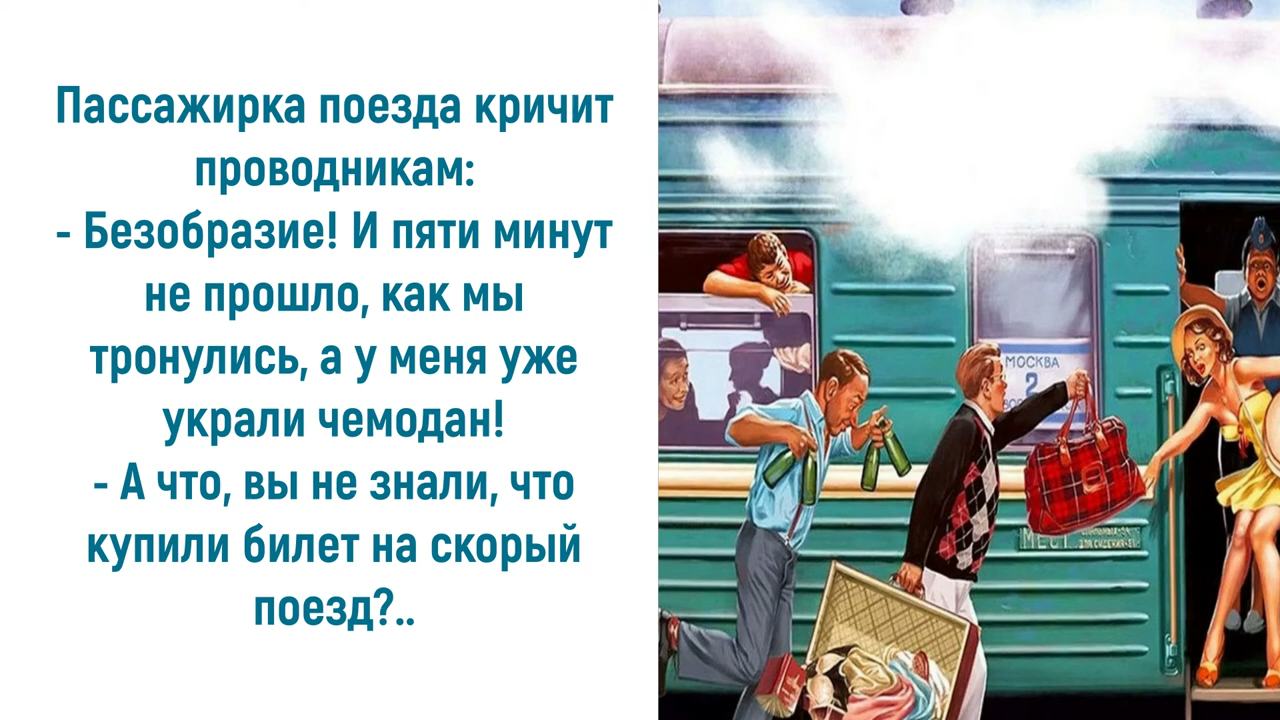 Пассажирка поезда кричит
проводникам:
- Безобразие! И пяти минут
не прошло, как мы
тронулись, а у меня уже
украли чемодан!
- А что, вы не знали, что
купили билет на скорый
поезд?..
МОСКВА
2
МЕСТ